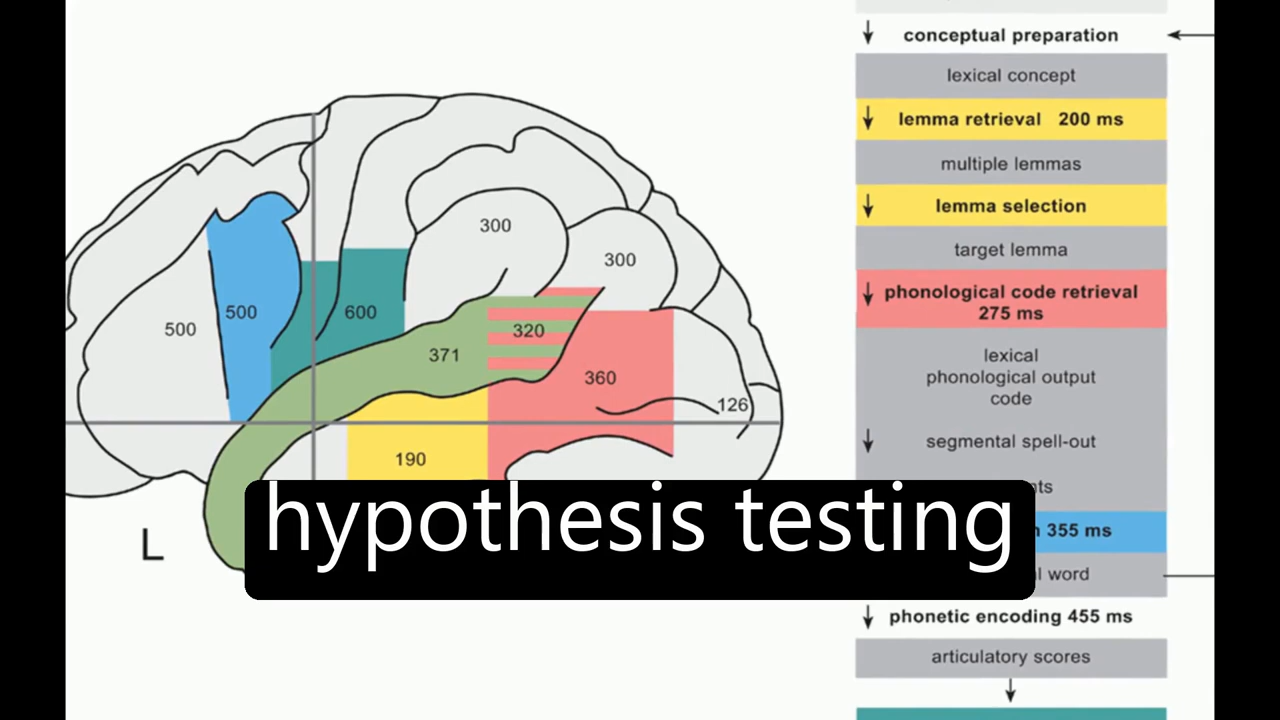 300
300
500
500
600
320
371
360
126
190
L
hypothesis testing
conceptual preparation
lexical concept
lemma retrieval 200 ms
multiple lemmas
lemma selection
target lemma
phonological code retrieval
275 ms
lexical
phonological output
code
segmental spell-out
355 ms
word
phonetic encoding 455 ms
articulatory scores